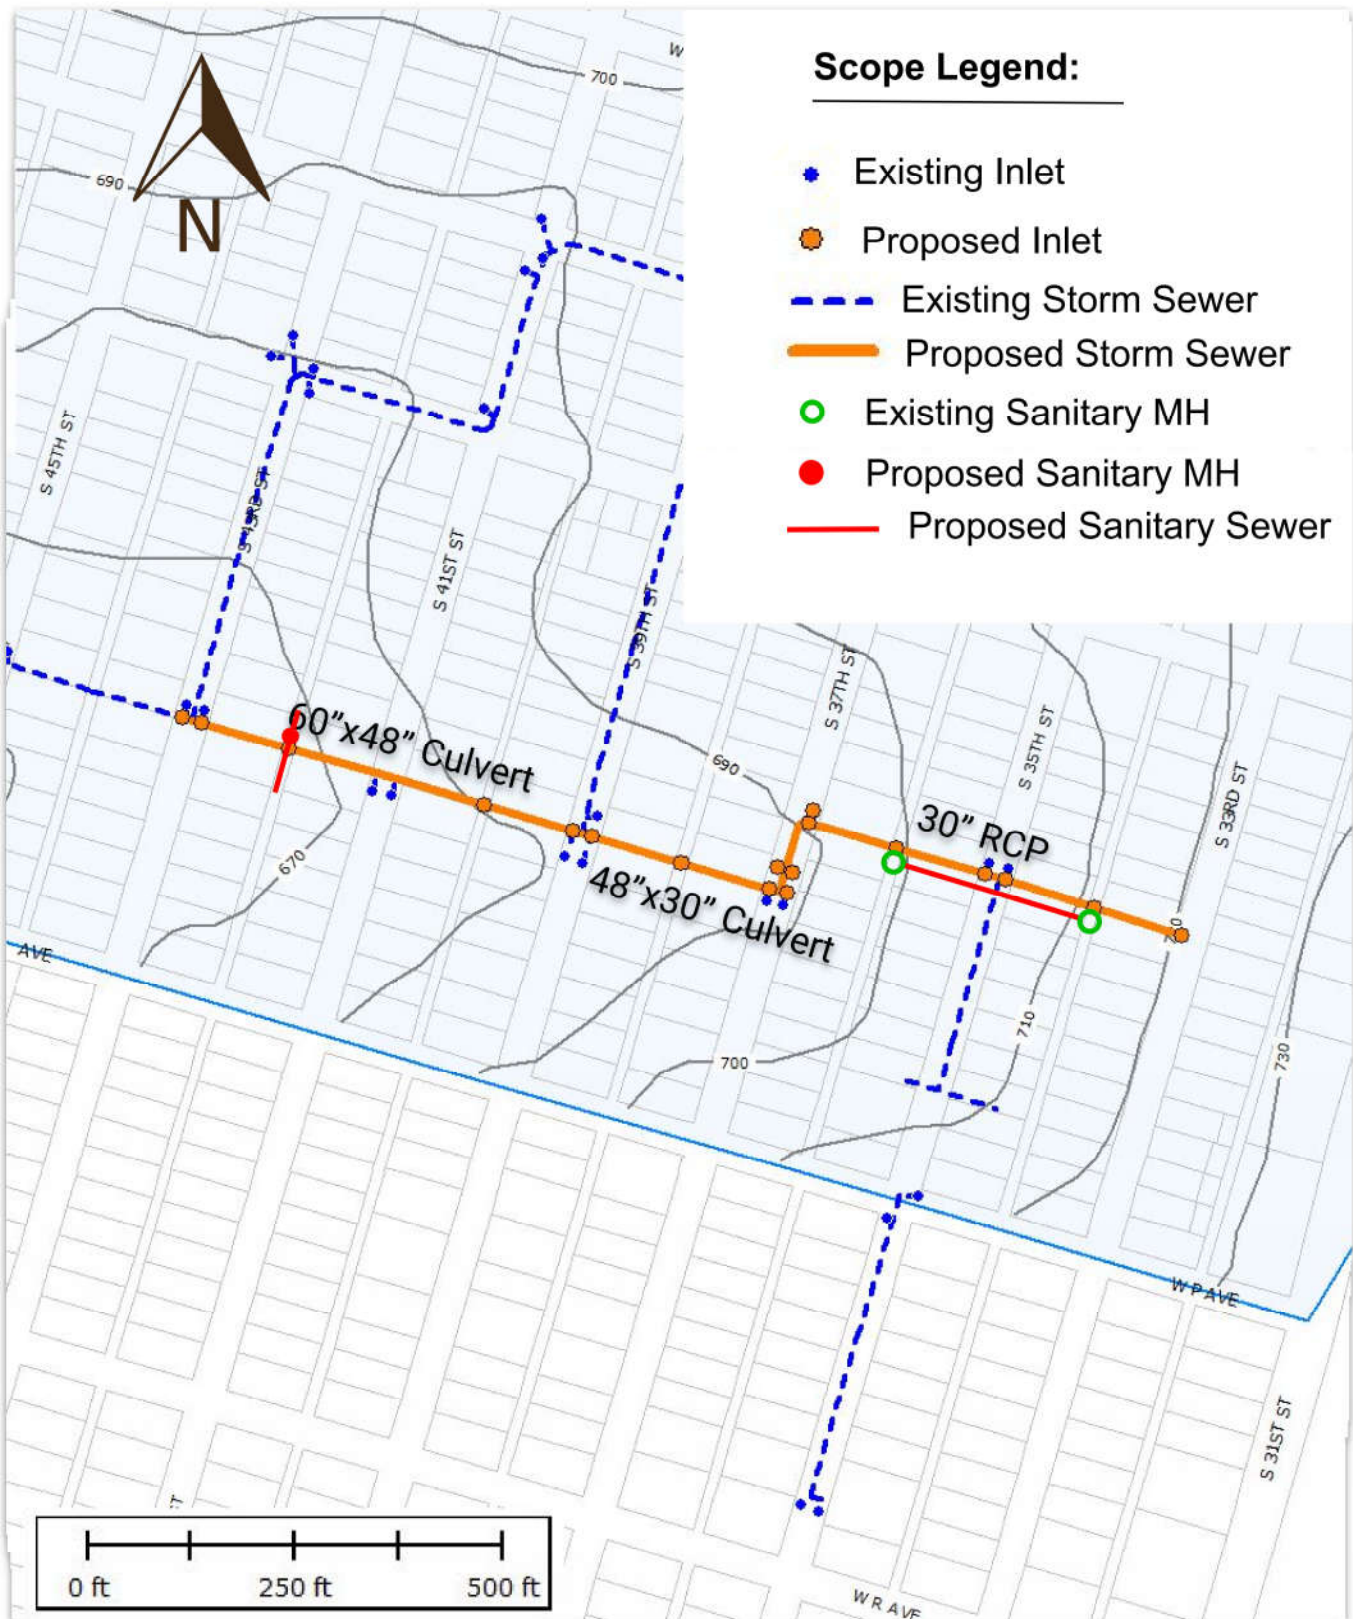 W
700
Scope Legend:
690
N
Existing Inlet
Proposed Inlet
Existing Storm Sewer
Proposed Storm Sewer
Existing Sanitary MH
Proposed Sanitary MH
Proposed Sanitary Sewer
S 45TH ST
S 43RD ST
S 41ST ST
S 39TH ST
S 37TH ST
S 35TH ST
S 33RD ST
60”x48” Culvert
690
30” RCP
670
48”x30” Culvert
AVE
710
700
730
W P AVE
S 31ST ST
ST
0 ft
250 ft
500 ft
W R AVE